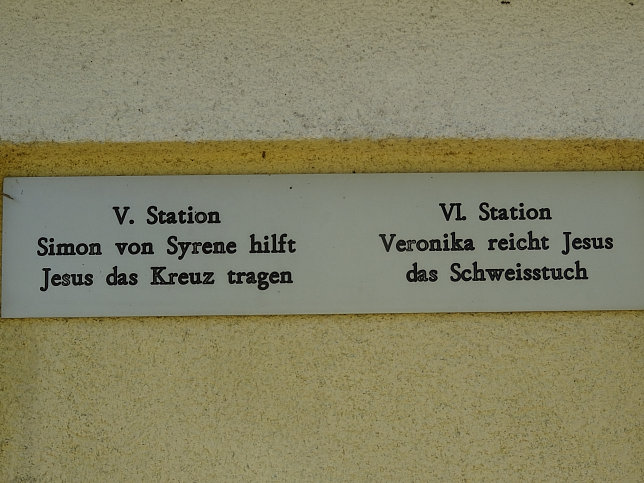 V. Station
Simon von Syrene hilft
Jesus das Kreuz tragen
VI. Station
Veronika reicht Jesus
das Schweisstuch